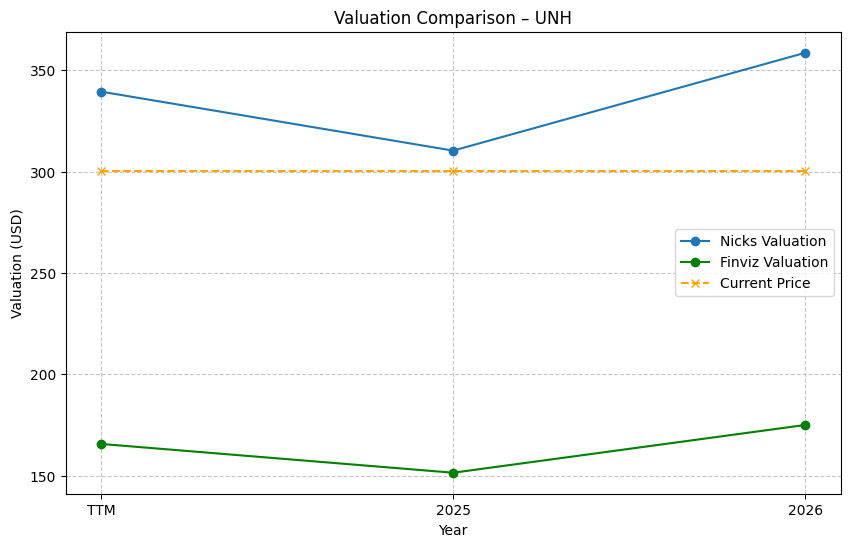 Valuation Comparison – UNH
Valuation (USD)
350
300
250
200
150
Nicks Valuation
Finviz Valuation
Current Price
TTM
2025
2026
Year